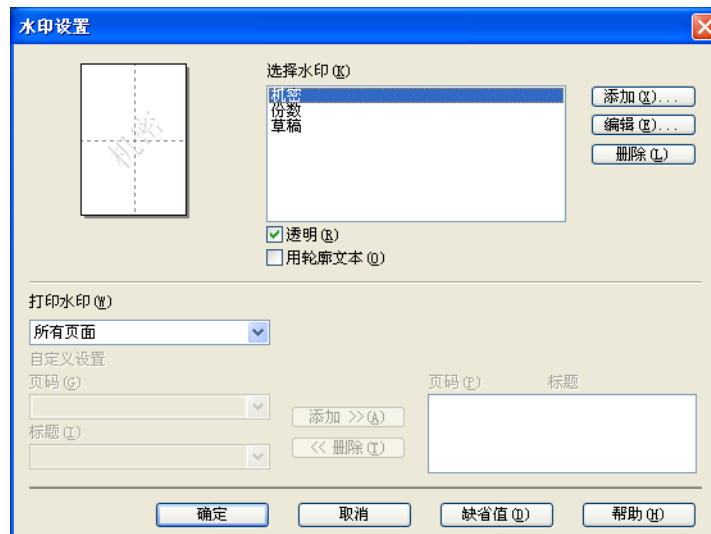 水印设置
选择水印(K)
机密
份数
草稿
添加(X)...
编辑(E)...
删除(L)
机密
透明(R)
用轮廓文本(O)
打印水印(W)
所有页面
自定义设置
页码(G)
标题(I)
添加 >>(A)
<< 删除(T)
页码(P) 标题
确定 取消 缺省值(D) 帮助(H)